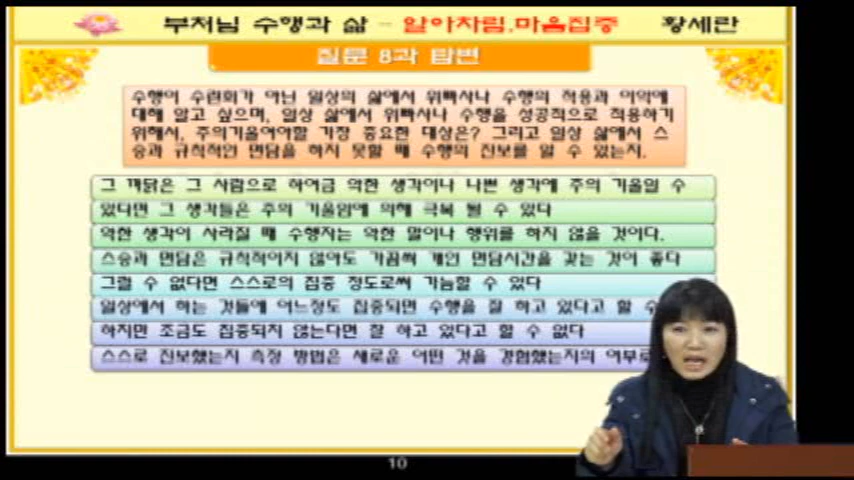 부처님 수행과 삶 - 알아차림.마음집중 황세란
질문 8과 답변
수행이 수련회가 아닌 일상의 삶에서 위빠사나 수행의 적용과 이익에
대해 알고 싶으며, 일상 삶에서 위빠사나 수행을 성공적으로 적용하기
위해서, 주의기울여야할 가장 중요한 대상은? 그리고 일상 삶에서 스
승과 규칙적인 면담을 하지 못할 때 수행의 진보를 알 수 있는지.
그 까닭은 그 사람으로 하여금 악한 생각이나 나쁜 생각에 주의 기울일 수
있다면 그 생각들은 주의 기울임에 의해 극복 될 수 있다
악한 생각이 사라질 때 수행자는 악한 말이나 행위를 하지 않을 것이다.
스승과 면담은 규칙적이지 않아도 가끔씩 개인 면담시간을 갖는 것이 좋다
그럴 수 없다면 스스로의 집중 정도로써 가늠할 수 있다
일상에서 하는 것들에 어느정도 집중되면 수행을 잘 하고 있다고 할 수
하지만 조금도 집중되지 않는다면 잘 하고 있다고 할 수 없다
스스로 진보했는지 측정 방법은 새로운 어떤 것을 경험했는지의 여부로
10